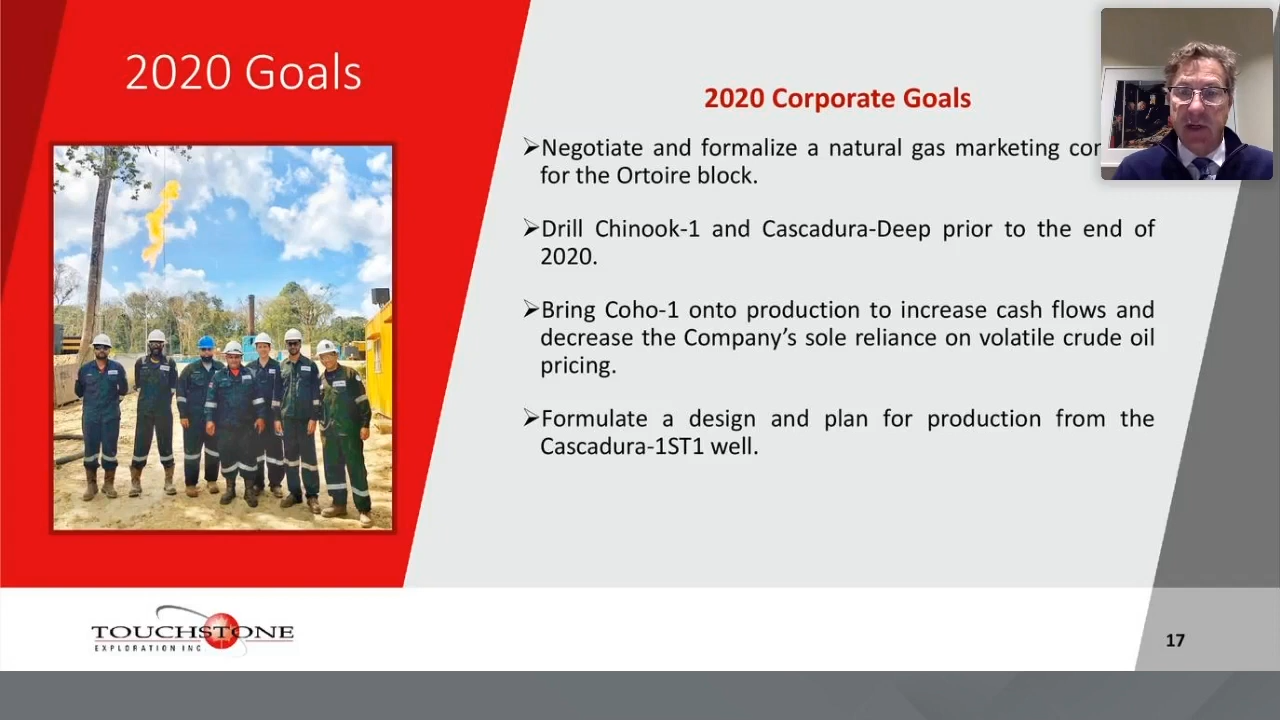 2020 Goals
2020 Corporate Goals
➢Negotiate and formalize a natural gas marketing
for the Ortoire block.
➢Drill Chinook-1 and Cascadura-Deep prior to the end of
2020.
➢Bring Coho-1 onto production to increase cash flows and
decrease the Company’s sole reliance on volatile crude oil
pricing.
➢Formulate a design and plan for production from the
Cascadura-1ST1 well.
TOUCHSTONE
EXPLORATION INC
17